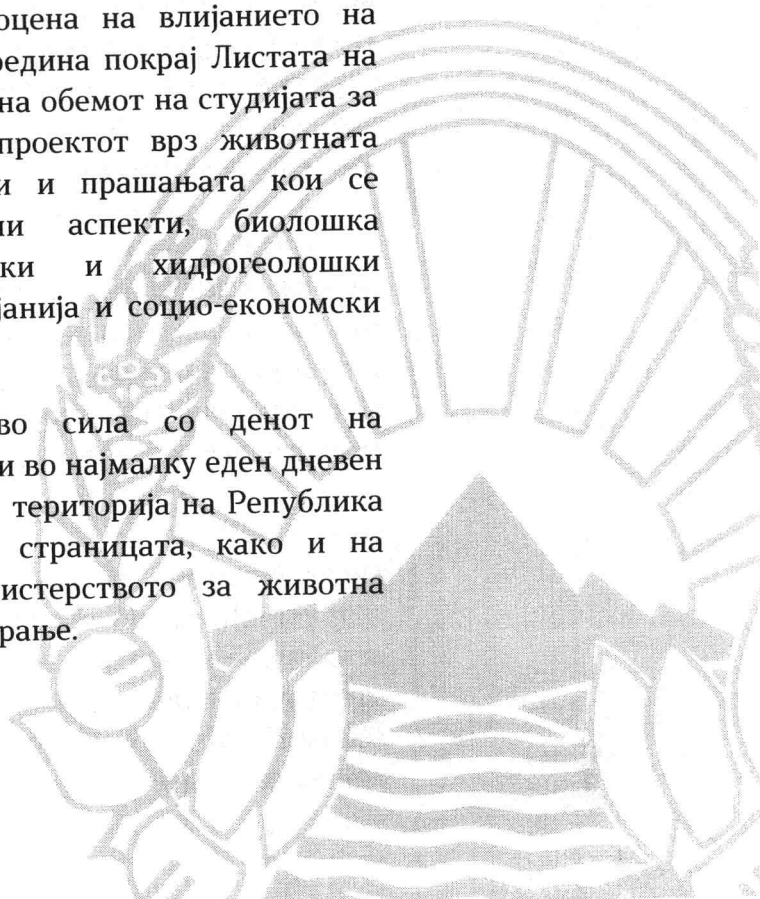 оцена на влијанието на
редина покрај Листата на
на обемот на студијата за
проектот врз животната
и и прашањата кои се
ни аспекти, биолошка
ки и хидрогеолошки
јанија и социо-економски
во сила со денот на
и во најмалку еден дневен
територија на Република
страницата, како и на
истерството за животна
рање.